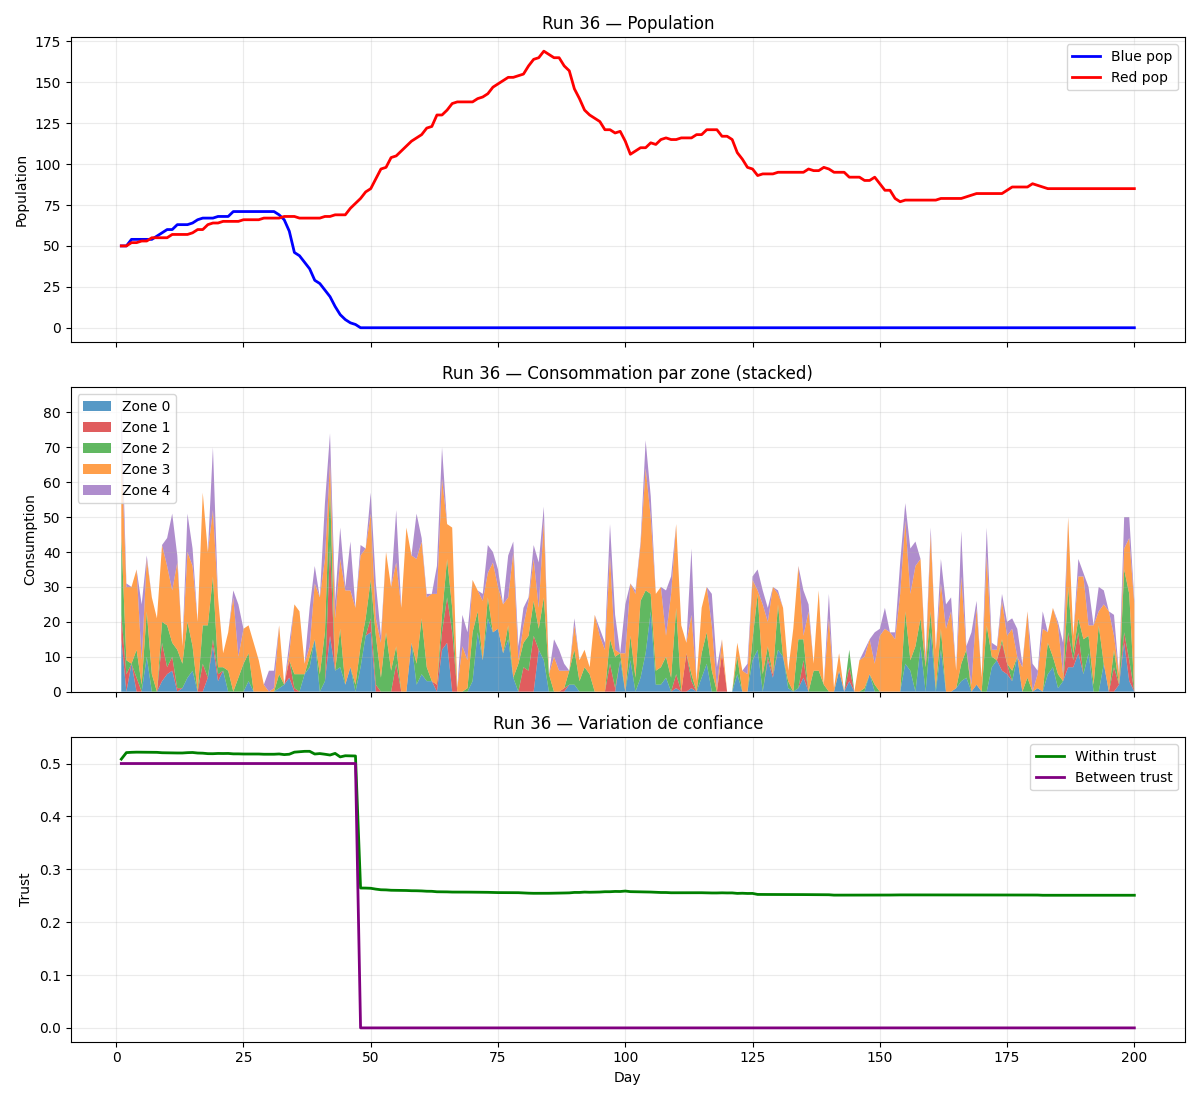 Run 36 — Population
175
150
125
100
75
50
25
0
Population
Blue pop
Red pop
Run 36 — Consommation par zone (stacked)
80
70
60
50
40
30
20
10
0
Consumption
Zone 0
Zone 1
Zone 2
Zone 3
Zone 4
Run 36 — Variation de confiance
0.5
0.4
0.3
0.2
0.1
0.0
Trust
Within trust
Between trust
0 25 50 75 100 125 150 175 200
Day